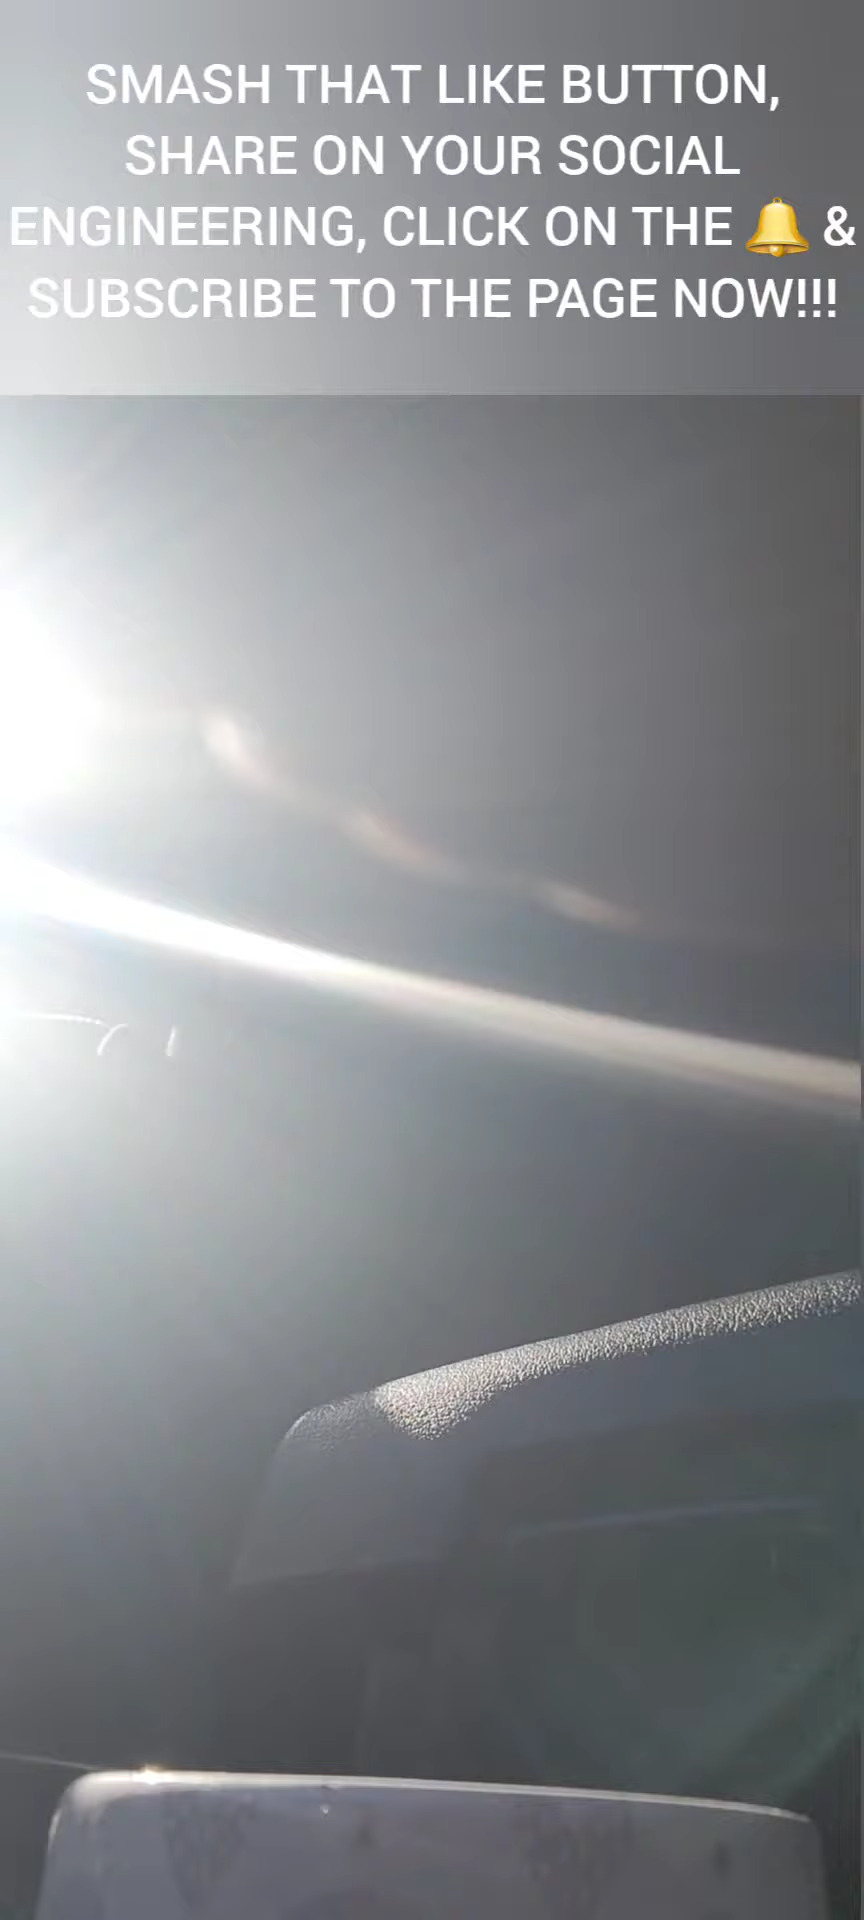 SMASH THAT LIKE BUTTON,
SHARE ON YOUR SOCIAL
ENGINEERING, CLICK ON THE 🔔 &
SUBSCRIBE TO THE PAGE NOW!!!